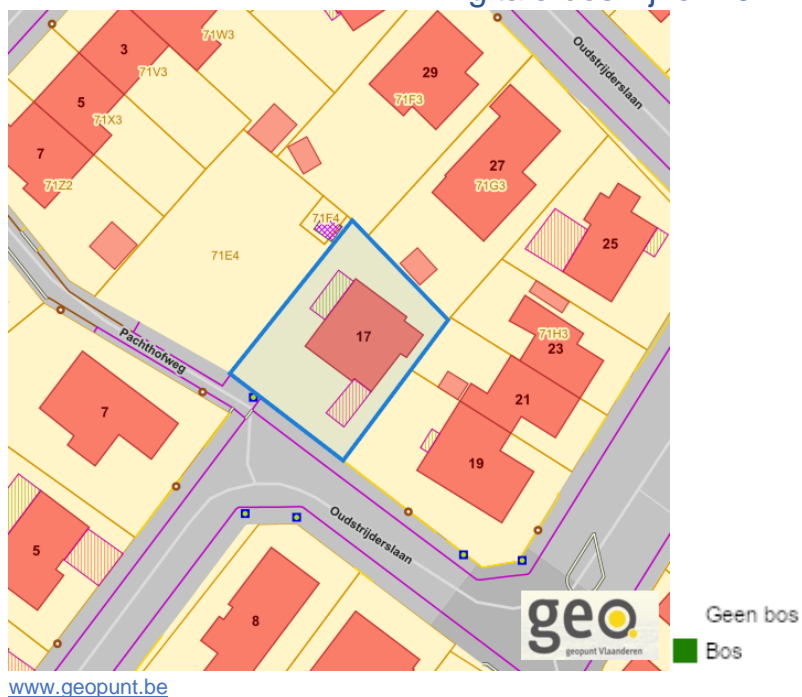 71W3
3
71V3
5
71X3
7
71Z2
29
71F3
Oudstrijderslaan
27
71G3
25
71F4
71E4
17
71H3
23
21
19
Pachthofweg
7
5
Oudstrijderslaan
8
geo
geopunt Vlaanderen
Geen bos
Bos
www.geopunt.be